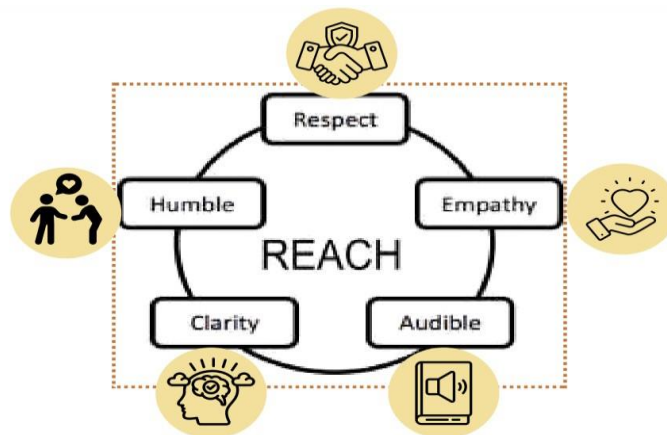 Respect
Humble
Empathy
REACH
Clarity
Audible